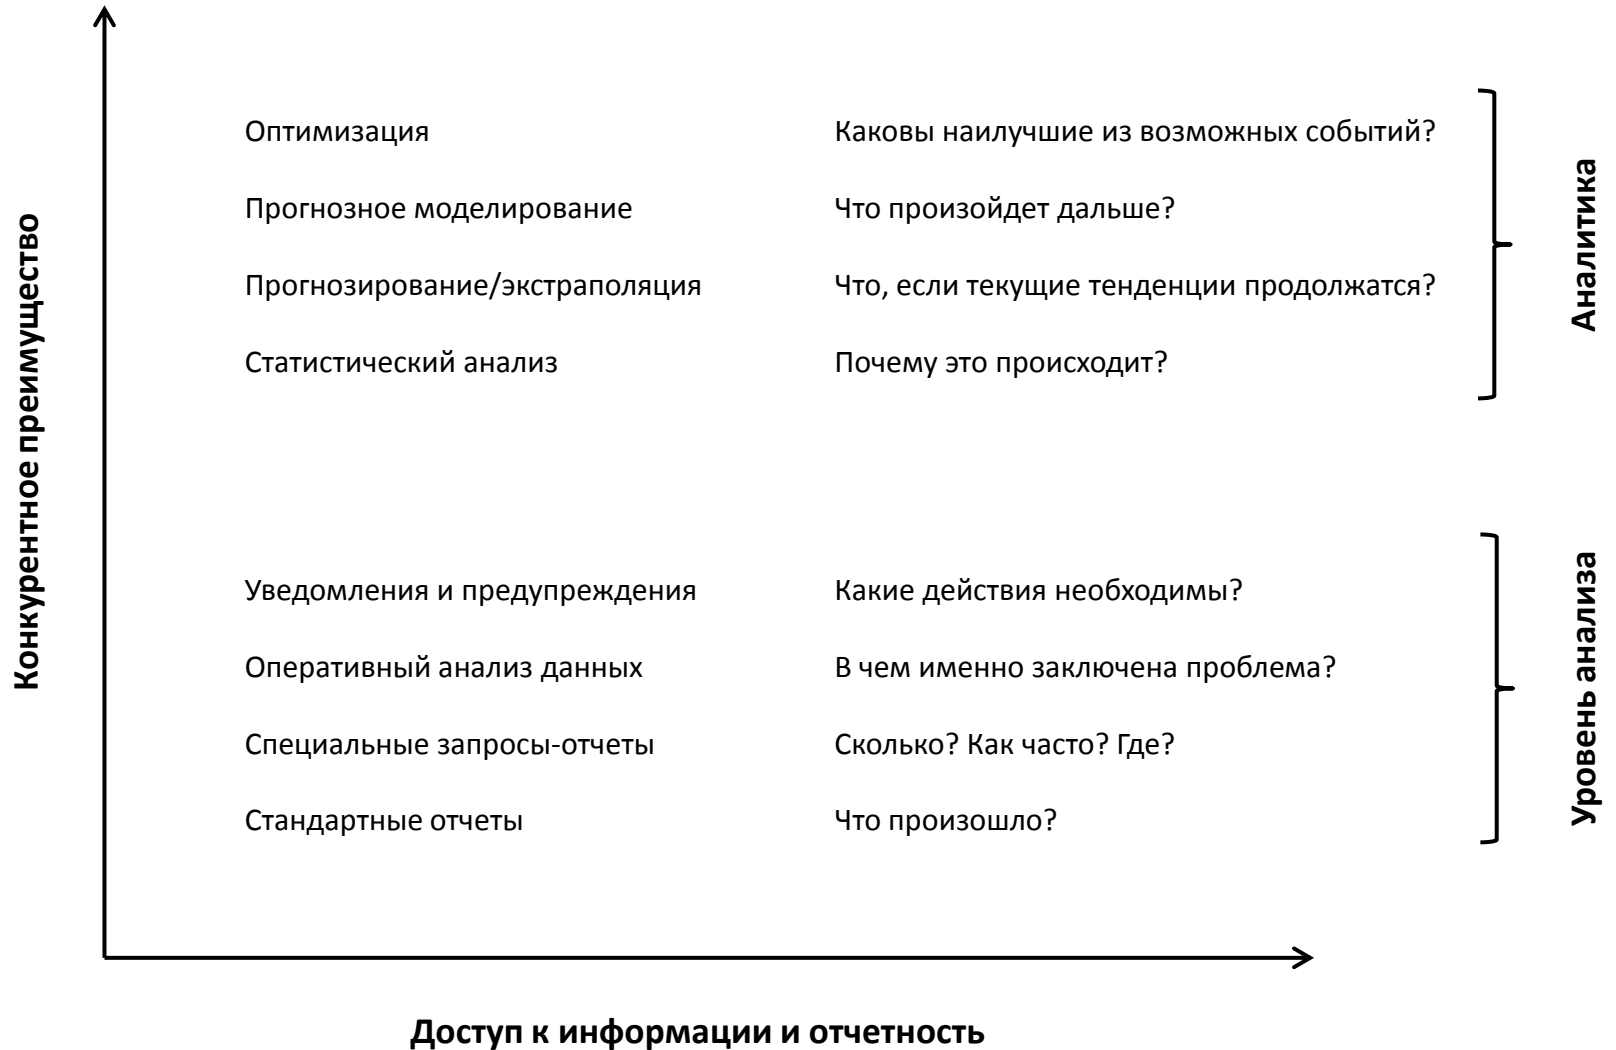 Конкурентное преимущество
Оптимизация
Каковы наилучшие из возможных событий?
Прогнозное моделирование
Что произойдет дальше?
Прогнозирование/экстраполяция
Что, если текущие тенденции продолжатся?
Статистический анализ
Почему это происходит?
Аналитика
Уведомления и предупреждения
Какие действия необходимы?
Оперативный анализ данных
В чем именно заключена проблема?
Специальные запросы-отчеты
Сколько? Как часто? Где?
Стандартные отчеты
Что произошло?
Уровень анализа
Доступ к информации и отчетность